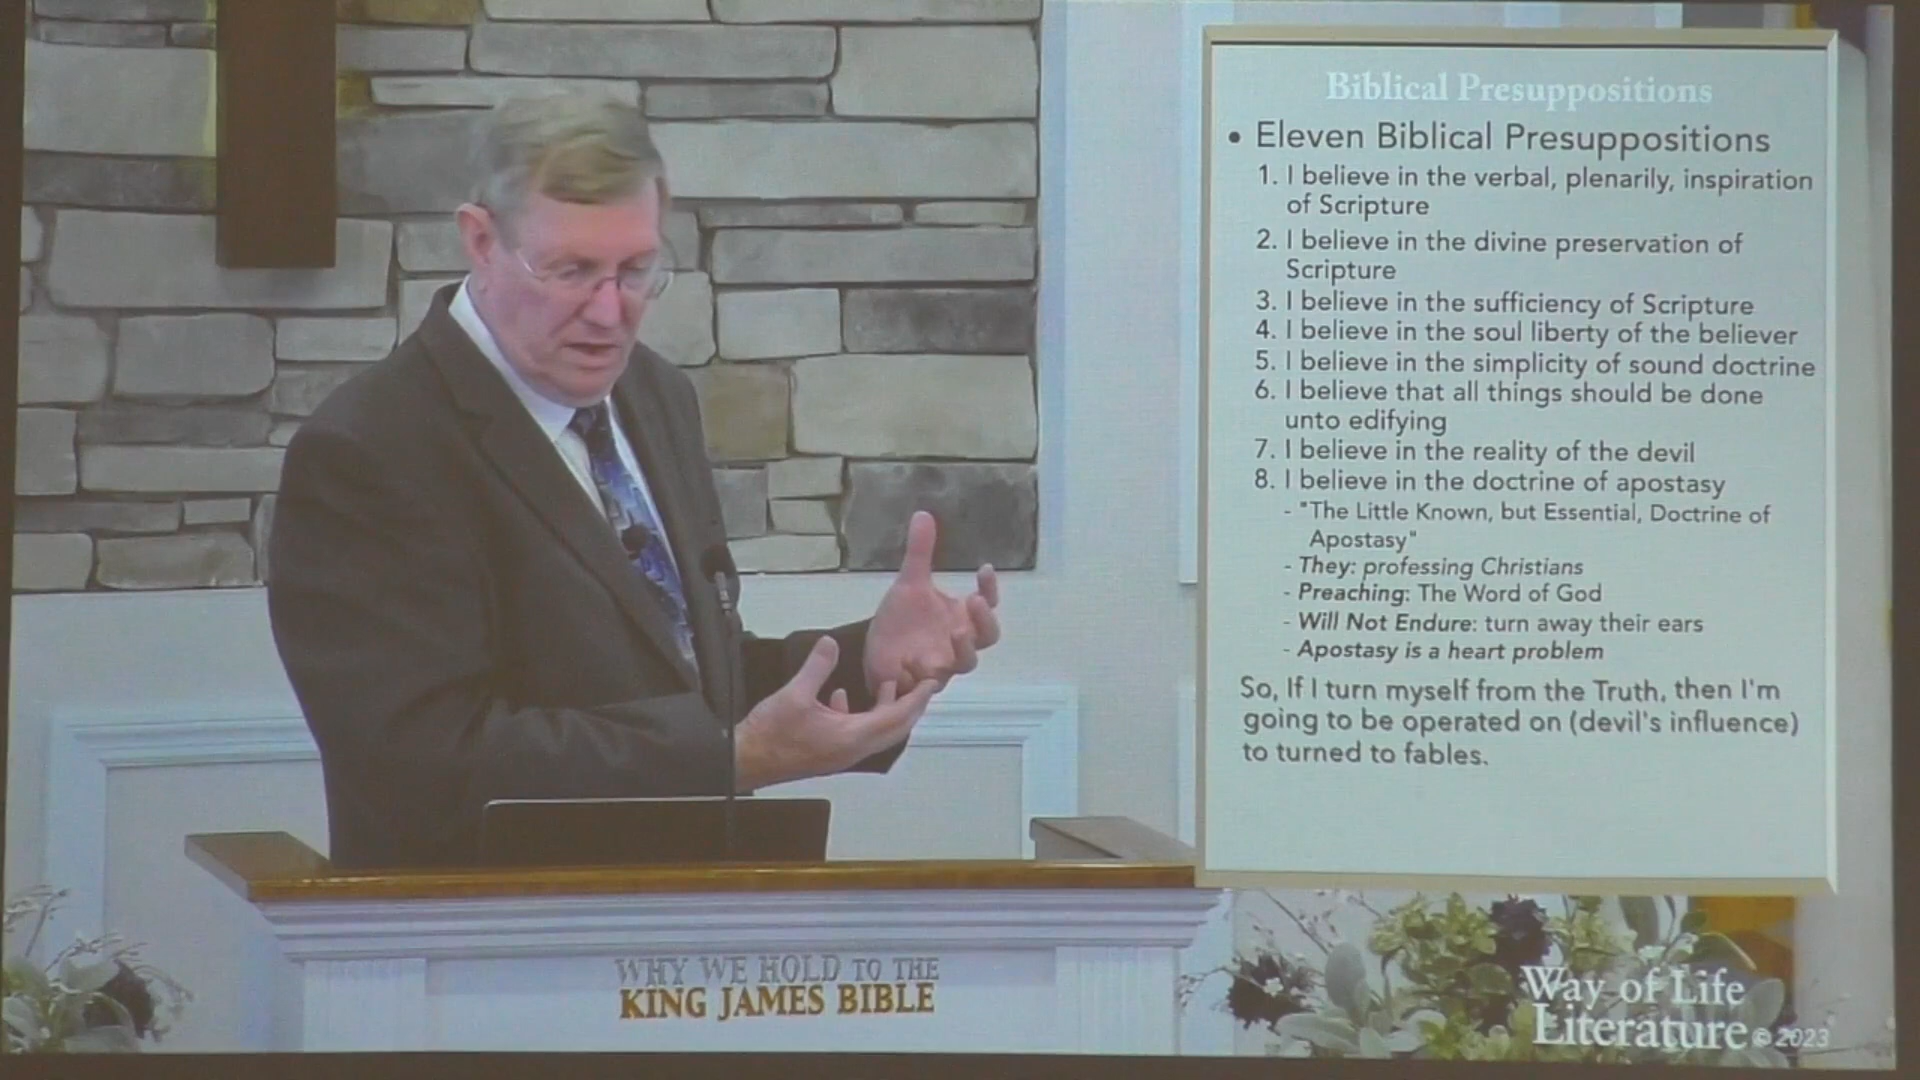 Biblical Presuppositions
• Eleven Biblical Presuppositions
1. I believe in the verbal, plenarily, inspiration
of Scripture
2. I believe in the divine preservation of
Scripture
3. I believe in the sufficiency of Scripture
4. I believe in the soul liberty of the believer
5. I believe in the simplicity of sound doctrine
6. I believe that all things should be done
unto edifying
7. I believe in the reality of the devil
8. I believe in the doctrine of apostasy
- "The Little Known, but Essential, Doctrine of
Apostasy"
- They: professing Christians
- Preaching: The Word of God
- Will Not Endure: turn away their ears
- Apostasy is a heart problem
So, If I turn myself from the Truth, then I'm
going to be operated on (devil's influence)
to turned to fables.
WHY WE HOLD TO THE
KING JAMES BIBLE
Way of Life
Literature © 2023